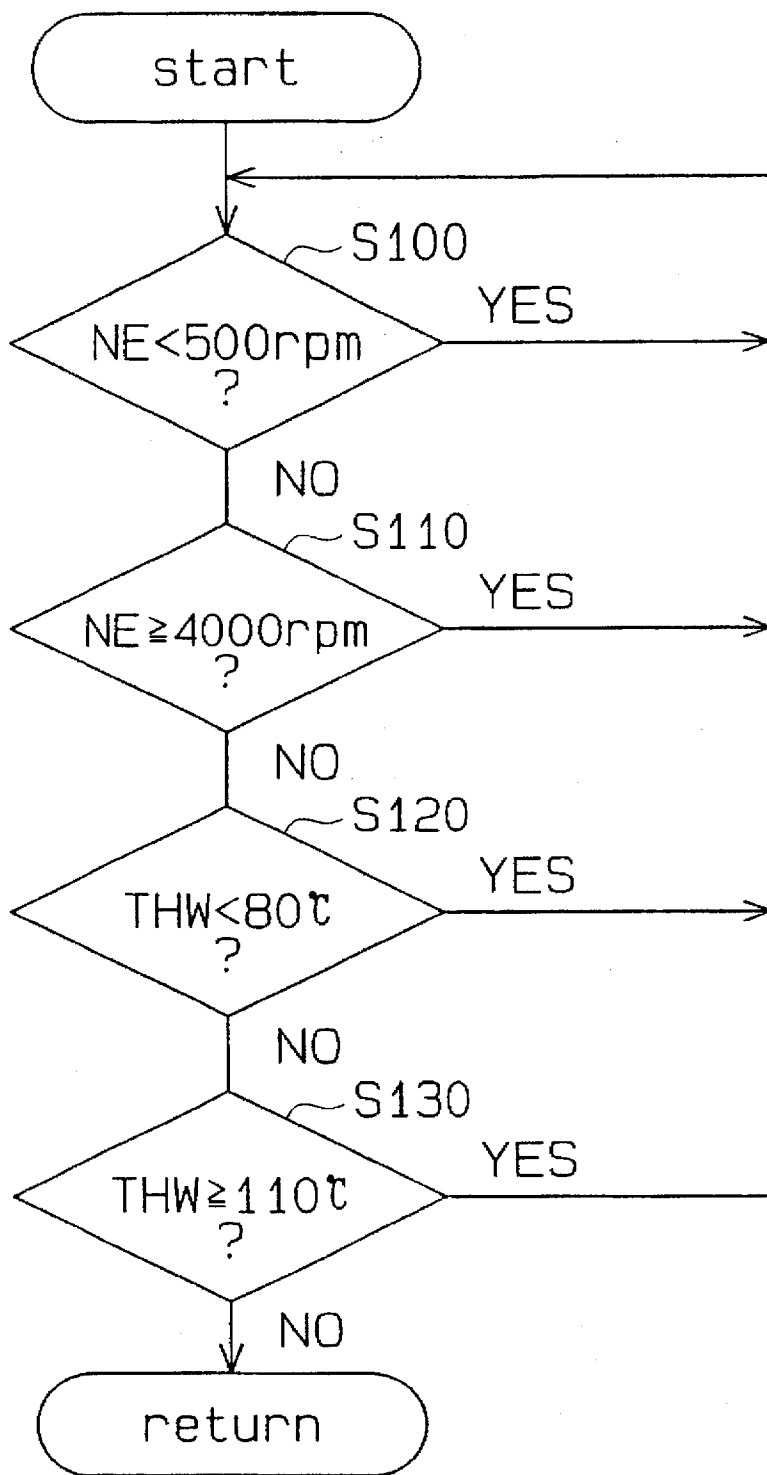 start
S100
YES
NE<500rpm
?
NO
S110
YES
NE≧4000rpm
?
NO
S120
YES
THW<80℃
?
NO
S130
YES
THW≧110℃
?
NO
return